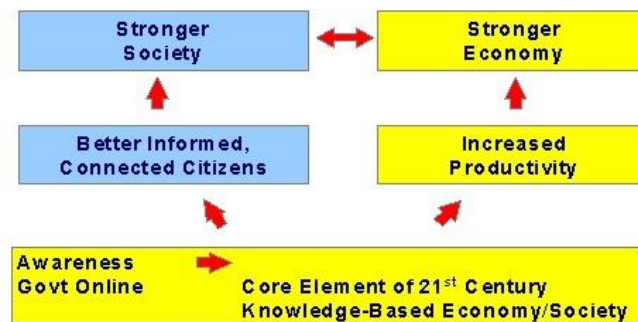 Stronger
Society
Stronger
Economy
Better Informed,
Connected Citizens
Increased
Productivity
Awareness
Govt Online
Core Element of 21st Century
Knowledge-Based Economy/Society